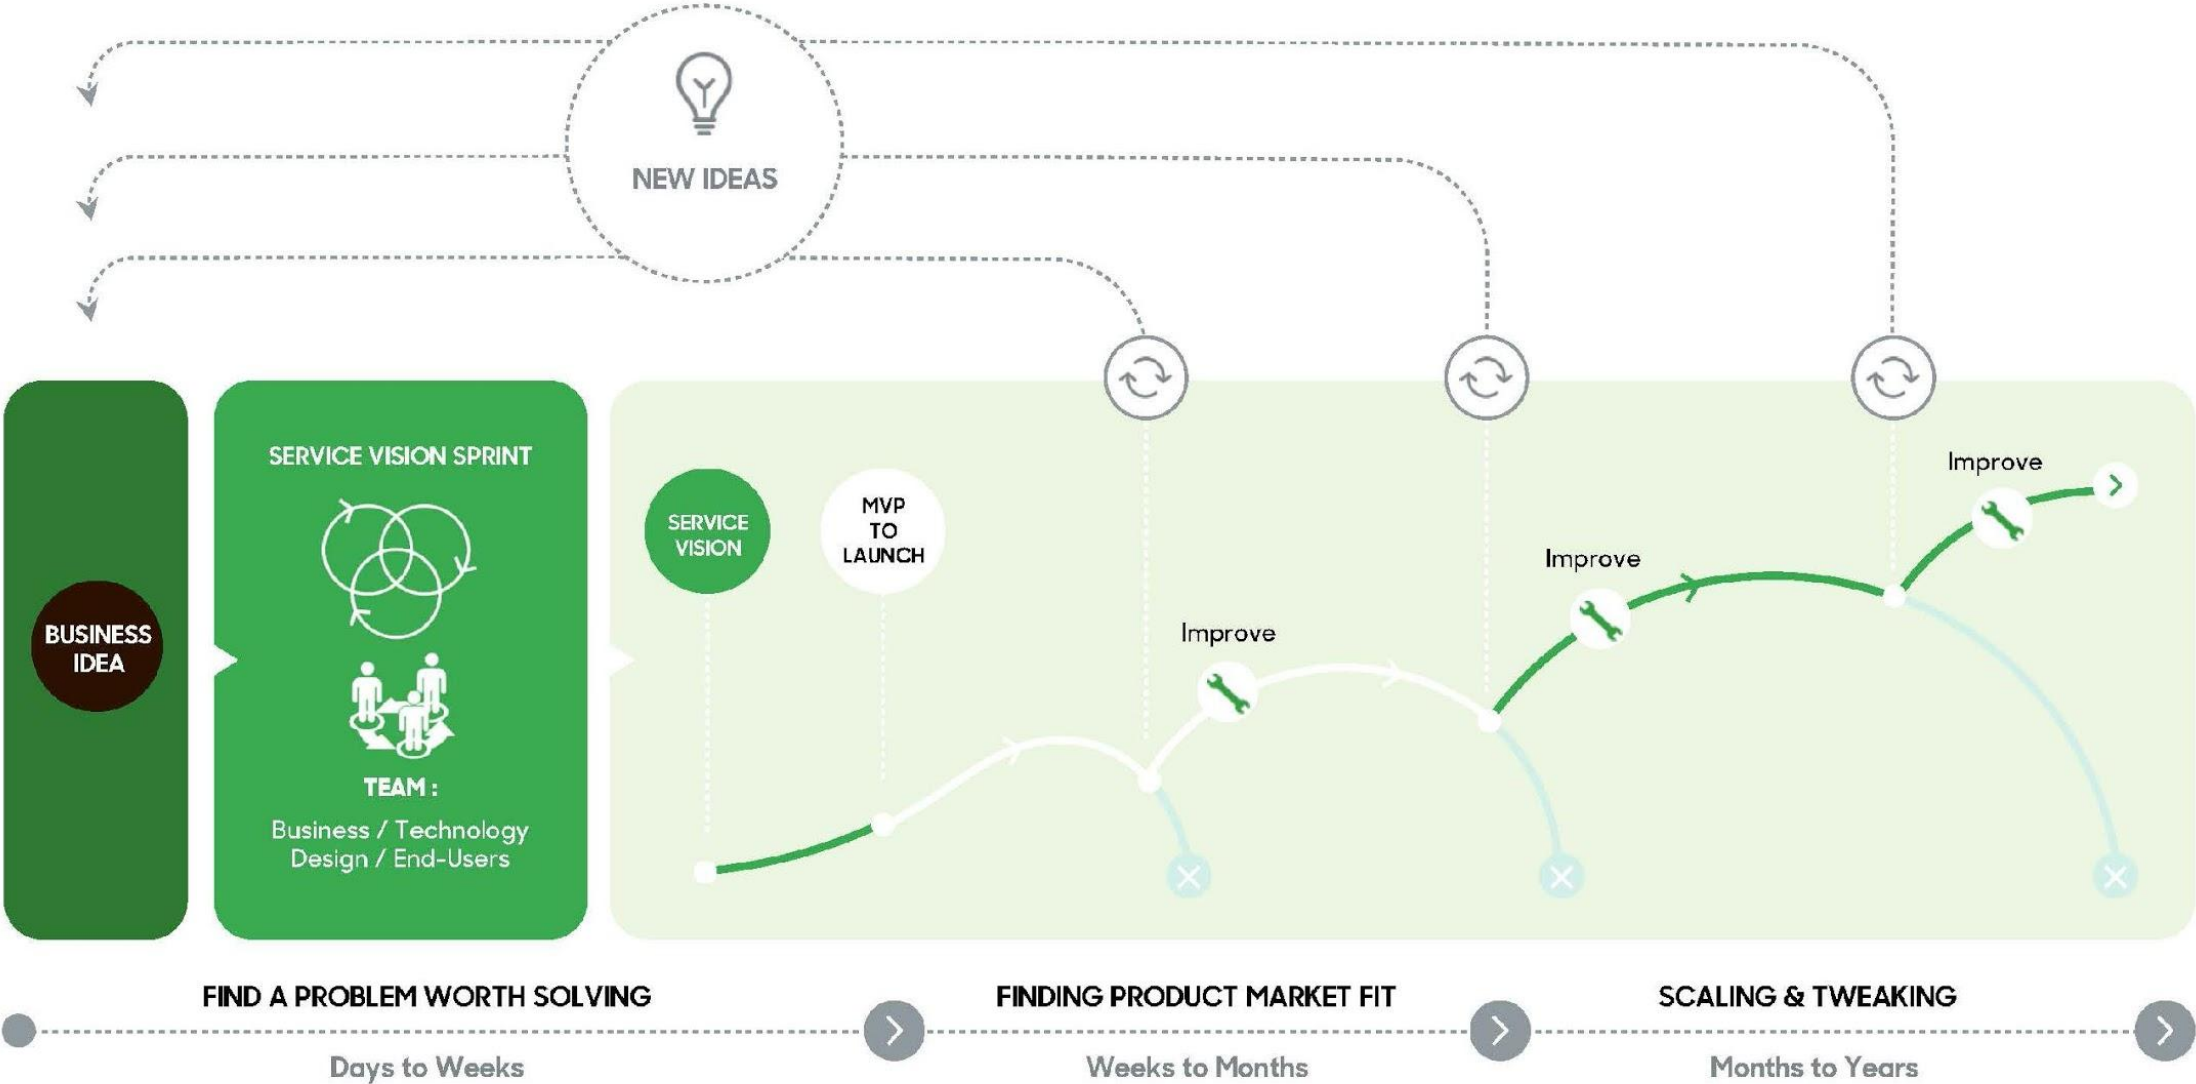 NEW IDEAS
BUSINESS
IDEA
SERVICE VISION SPRINT
TEAM :
Business / Technology
Design / End-Users
SERVICE
VISION
MVP
TO
LAUNCH
Improve
Improve
Improve
FIND A PROBLEM WORTH SOLVING
Days to Weeks
FINDING PRODUCT MARKET FIT
Weeks to Months
SCALING & TWEAKING
Months to Years